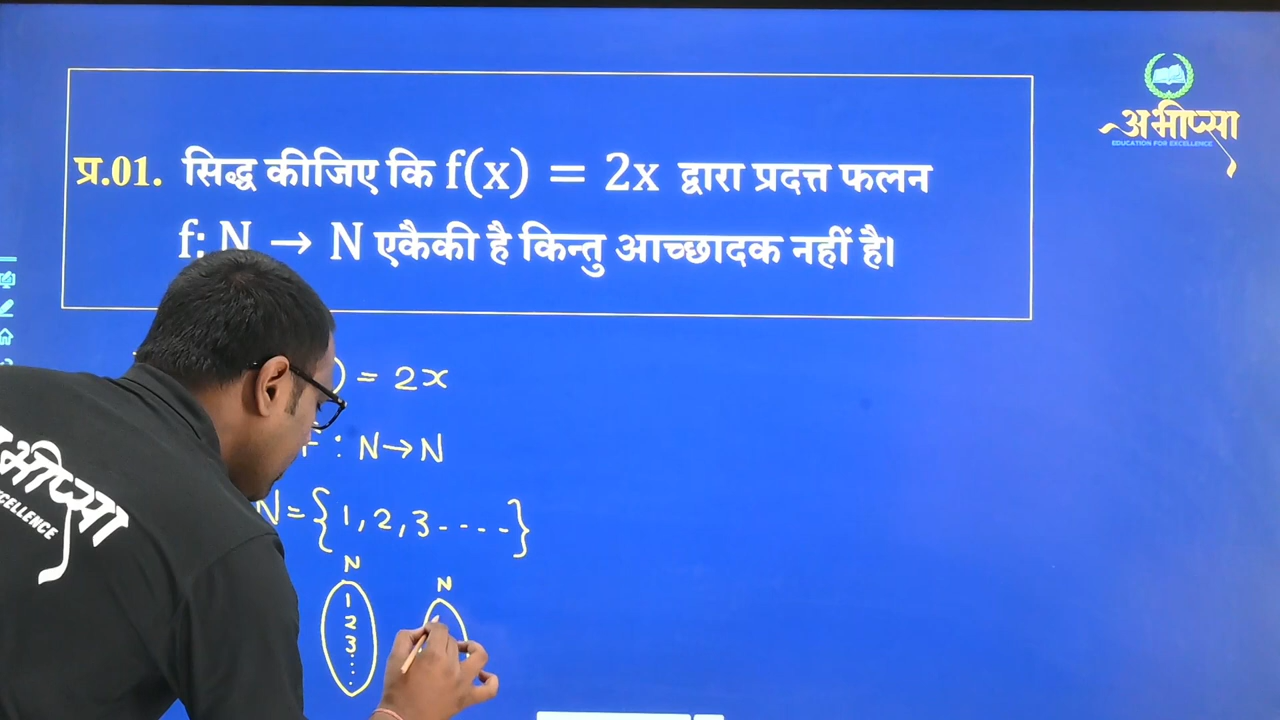 अभीप्सा
EDUCATION FOR EXCELLENCE
प्र.01. सिद्ध कीजिए कि f(x) = 2x द्वारा प्रदत्त फलन
f: N → N एकैकी है किन्तु आच्छादक नहीं है।
) = 2x
f : N→N
N = {1, 2, 3 - - - -}
N
N
1
2
3
भीप्सा
EXCELLENCE